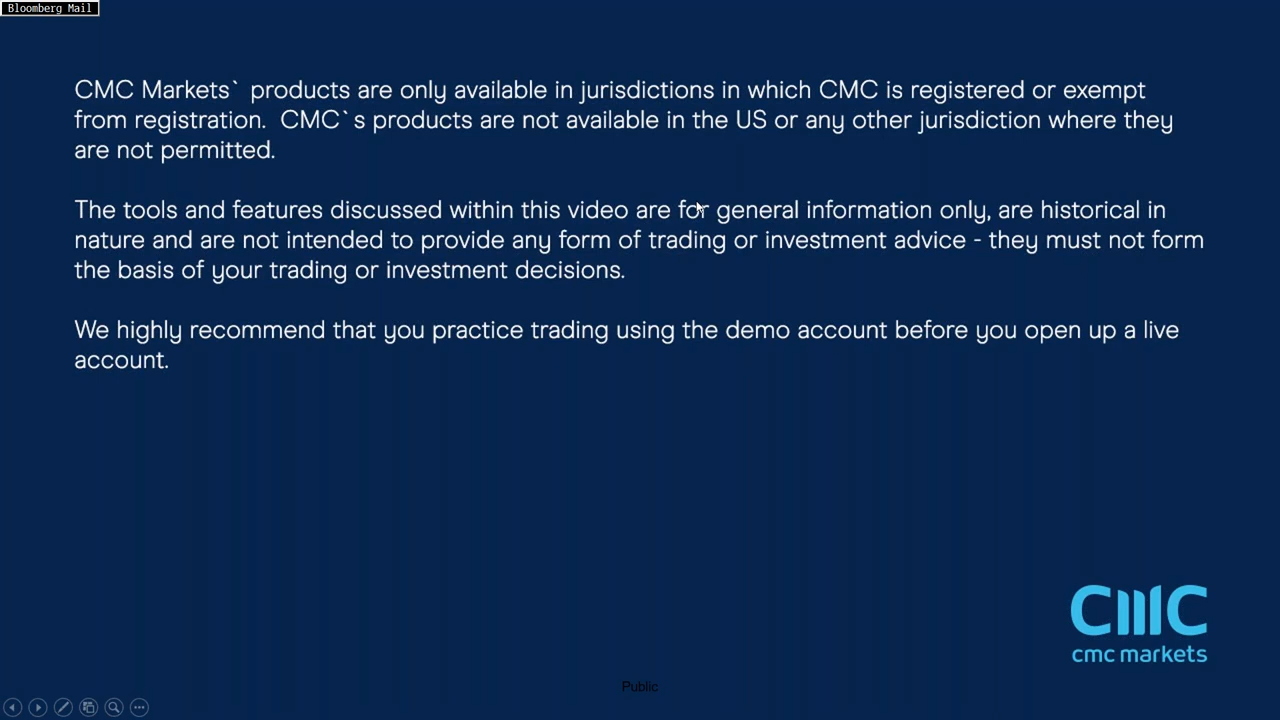 Bloomberg Mail
CMC Markets` products are only available in jurisdictions in which CMC is registered or exempt
from registration.  CMC`s products are not available in the US or any other jurisdiction where they
are not permitted.
The tools and features discussed within this video are for general information only, are historical in
nature and are not intended to provide any form of trading or investment advice - they must not form
the basis of your trading or investment decisions.
We highly recommend that you practice trading using the demo account before you open up a live
account.
CMC
cmc markets
Public